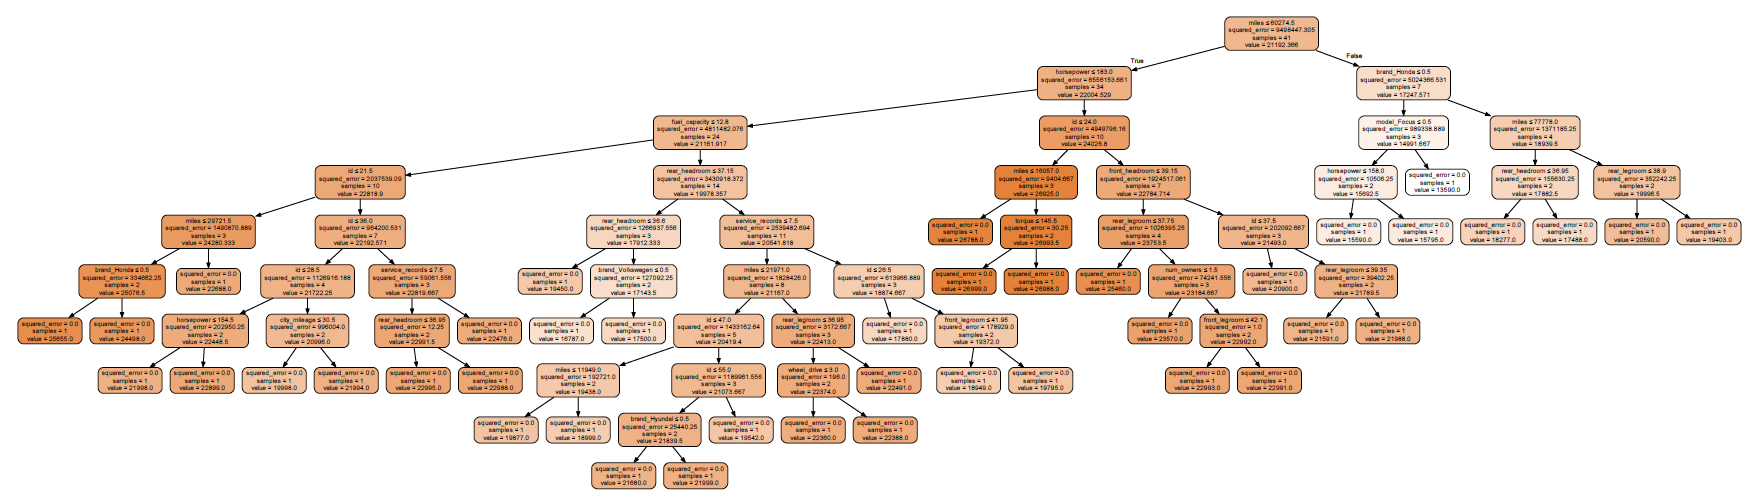 miles ≤ 60274.5
squared_error = 9498447.305
samples = 41
value = 21192.366
True
False
horsepower ≤ 183.0
squared_error = 6556153.661
samples = 34
value = 22004.529
brand_Honda ≤ 0.5
squared_error = 5024366.531
samples = 7
value = 17247.571
fuel_capacity ≤ 12.8
squared_error = 4811482.076
samples = 24
value = 21161.917
id ≤ 24.0
squared_error = 4949796.16
samples = 10
value = 24026.8
model_Focus ≤ 0.5
squared_error = 989338.889
samples = 3
value = 14991.667
miles ≤ 77778.0
squared_error = 1371185.25
samples = 4
value = 18939.5
id ≤ 21.5
squared_error = 2037539.09
samples = 10
value = 22818.9
rear_headroom ≤ 37.15
squared_error = 3430918.372
samples = 14
value = 19978.357
miles ≤ 16057.0
squared_error = 9404.667
samples = 3
value = 26925.0
front_headroom ≤ 39.15
squared_error = 1924517.061
samples = 7
value = 22784.714
horsepower ≤ 158.0
squared_error = 10506.25
samples = 2
value = 15692.5
squared_error = 0.0
samples = 1
value = 13590.0
rear_headroom ≤ 36.95
squared_error = 155630.25
samples = 2
value = 17882.5
rear_legroom ≤ 38.9
squared_error = 352242.25
samples = 2
value = 19996.5
miles ≤ 29721.5
squared_error = 1490870.889
samples = 3
value = 24280.333
id ≤ 36.0
squared_error = 964200.531
samples = 7
value = 22192.571
rear_headroom ≤ 36.6
squared_error = 1266937.556
samples = 3
value = 17912.333
service_records ≤ 7.5
squared_error = 2539482.694
samples = 11
value = 20541.818
squared_error = 0.0
samples = 1
value = 26788.0
torque ≤ 145.5
squared_error = 30.25
samples = 2
value = 26993.5
rear_legroom ≤ 37.75
squared_error = 1026395.25
samples = 4
value = 23753.5
id ≤ 37.5
squared_error = 202092.667
samples = 3
value = 21493.0
squared_error = 0.0
samples = 1
value = 15590.0
squared_error = 0.0
samples = 1
value = 15795.0
squared_error = 0.0
samples = 1
value = 18277.0
squared_error = 0.0
samples = 1
value = 17488.0
squared_error = 0.0
samples = 1
value = 20590.0
squared_error = 0.0
samples = 1
value = 19403.0
brand_Honda ≤ 0.5
squared_error = 334662.25
samples = 2
value = 25076.5
squared_error = 0.0
samples = 1
value = 22688.0
id ≤ 28.5
squared_error = 1126916.188
samples = 4
value = 21722.25
service_records ≤ 7.5
squared_error = 59061.556
samples = 3
value = 22819.667
squared_error = 0.0
samples = 1
value = 19450.0
brand_Volkswagen ≤ 0.5
squared_error = 127092.25
samples = 2
value = 17143.5
miles ≤ 21971.0
squared_error = 1828426.0
samples = 8
value = 21167.0
id ≤ 26.5
squared_error = 613966.889
samples = 3
value = 18874.667
squared_error = 0.0
samples = 1
value = 26999.0
squared_error = 0.0
samples = 1
value = 26988.0
squared_error = 0.0
samples = 1
value = 25460.0
num_owners ≤ 1.5
squared_error = 74241.556
samples = 3
value = 23184.667
squared_error = 0.0
samples = 1
value = 20900.0
rear_legroom ≤ 39.35
squared_error = 39402.25
samples = 2
value = 21789.5
squared_error = 0.0
samples = 1
value = 25655.0
squared_error = 0.0
samples = 1
value = 24498.0
horsepower ≤ 154.5
squared_error = 202950.25
samples = 2
value = 22448.5
city_mileage ≤ 30.5
squared_error = 996004.0
samples = 2
value = 20996.0
rear_headroom ≤ 36.95
squared_error = 12.25
samples = 2
value = 22991.5
squared_error = 0.0
samples = 1
value = 22476.0
squared_error = 0.0
samples = 1
value = 16787.0
squared_error = 0.0
samples = 1
value = 17500.0
id ≤ 47.0
squared_error = 1433162.64
samples = 5
value = 20419.4
rear_legroom ≤ 36.95
squared_error = 3172.667
samples = 3
value = 22413.0
squared_error = 0.0
samples = 1
value = 17880.0
front_legroom ≤ 41.95
squared_error = 178929.0
samples = 2
value = 19372.0
squared_error = 0.0
samples = 1
value = 23570.0
front_legroom ≤ 42.1
squared_error = 1.0
samples = 2
value = 22992.0
squared_error = 0.0
samples = 1
value = 21591.0
squared_error = 0.0
samples = 1
value = 21988.0
squared_error = 0.0
samples = 1
value = 21998.0
squared_error = 0.0
samples = 1
value = 22899.0
squared_error = 0.0
samples = 1
value = 19998.0
squared_error = 0.0
samples = 1
value = 21994.0
squared_error = 0.0
samples = 1
value = 22995.0
squared_error = 0.0
samples = 1
value = 22988.0
miles ≤ 11949.0
squared_error = 192721.0
samples = 2
value = 19438.0
id ≤ 55.0
squared_error = 1189961.556
samples = 3
value = 21073.667
wheel_drive ≤ 3.0
squared_error = 196.0
samples = 2
value = 22374.0
squared_error = 0.0
samples = 1
value = 22491.0
squared_error = 0.0
samples = 1
value = 18949.0
squared_error = 0.0
samples = 1
value = 19795.0
squared_error = 0.0
samples = 1
value = 22993.0
squared_error = 0.0
samples = 1
value = 22991.0
squared_error = 0.0
samples = 1
value = 19877.0
squared_error = 0.0
samples = 1
value = 18999.0
brand_Hyundai ≤ 0.5
squared_error = 25440.25
samples = 2
value = 21839.5
squared_error = 0.0
samples = 1
value = 19542.0
squared_error = 0.0
samples = 1
value = 22360.0
squared_error = 0.0
samples = 1
value = 22388.0
squared_error = 0.0
samples = 1
value = 21680.0
squared_error = 0.0
samples = 1
value = 21999.0